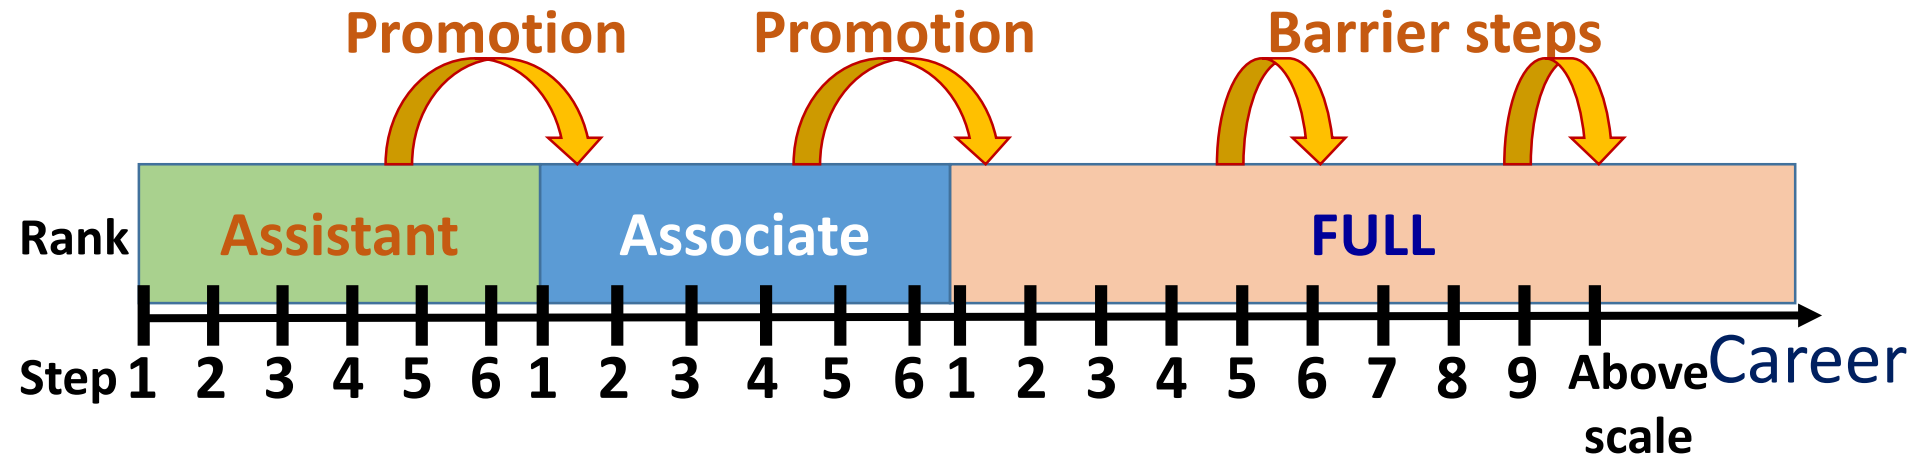 Promotion Promotion Barrier steps
Rank Assistant Associate FULL
Step 1 2 3 4 5 6 1 2 3 4 5 6 1 2 3 4 5 6 7 8 9 Above Career
scale